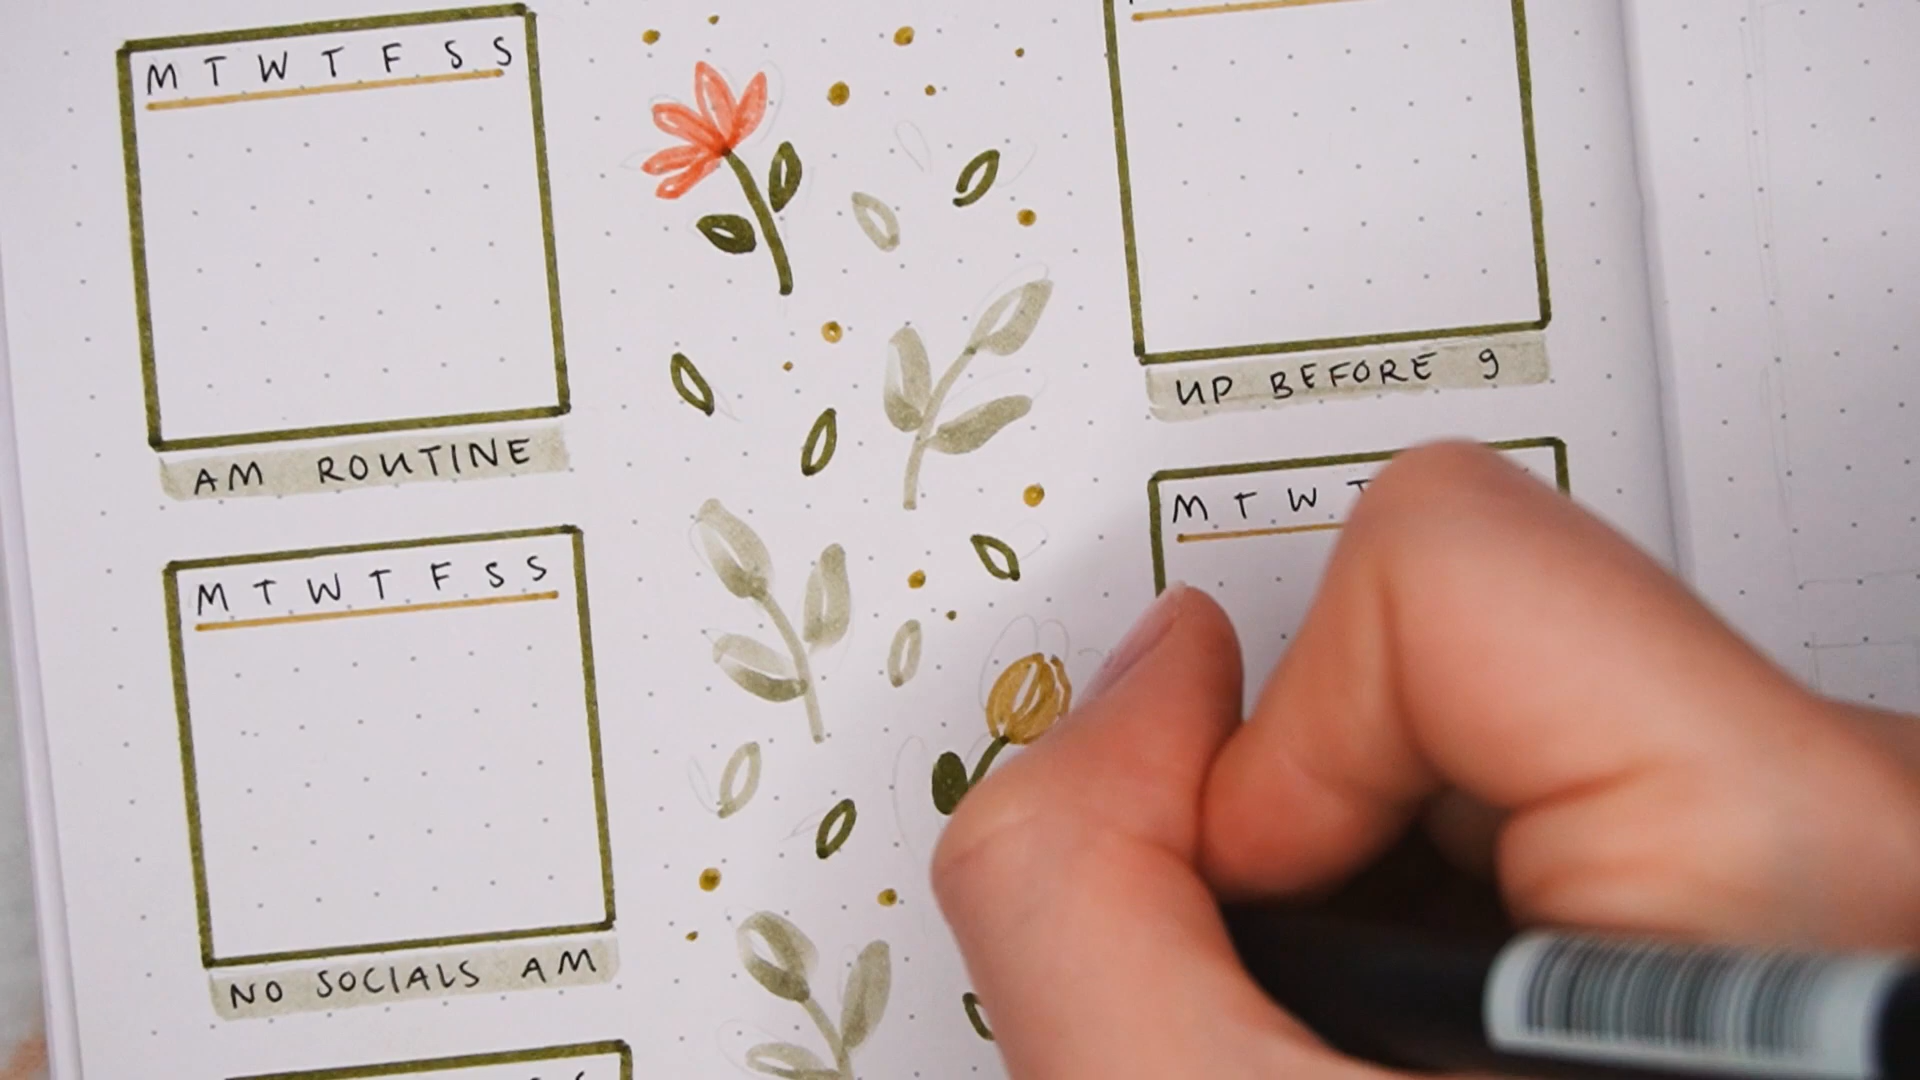 M T W T F S S
AM ROUTINE
M T W T F S S
NO SOCIALS AM
UP BEFORE 9
M T W T